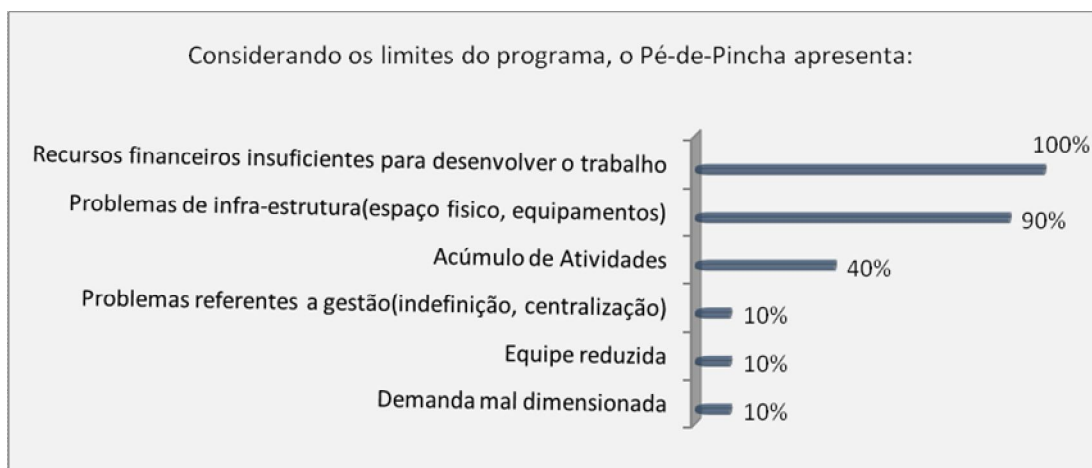 Considerando os limites do programa, o Pé-de-Pincha apresenta:
Recursos financeiros insuficientes para desenvolver o trabalho 100%
Problemas de infra-estrutura(espaço fisico, equipamentos) 90%
Acúmulo de Atividades 40%
Problemas referentes a gestão(indefinição, centralização) 10%
Equipe reduzida 10%
Demanda mal dimensionada 10%